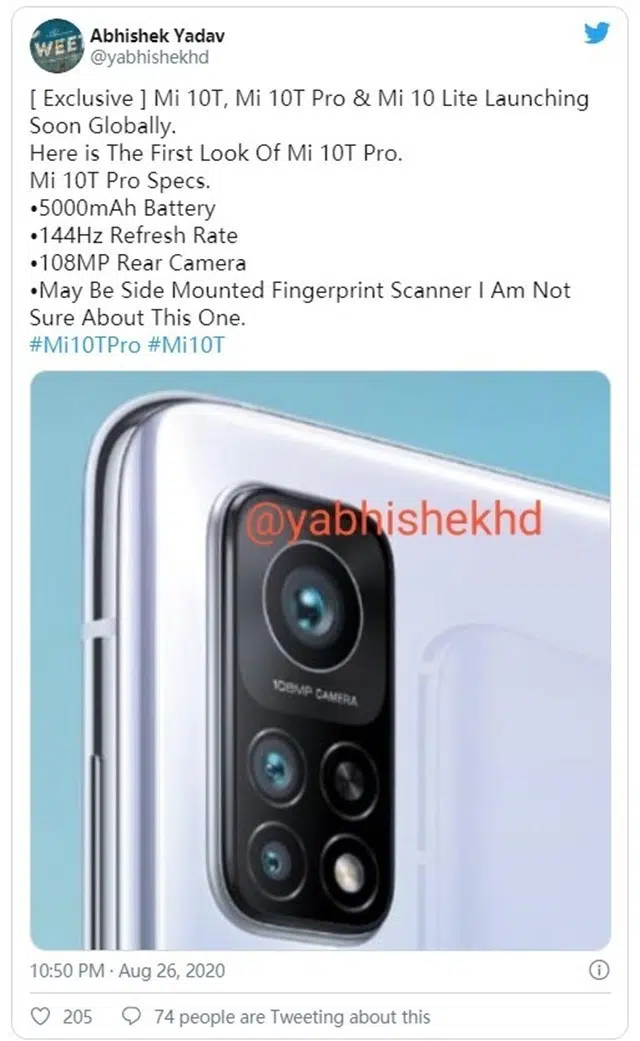 WEE
Abhishek Yadav
@yabhishekhd
[ Exclusive ] Mi 10T, Mi 10T Pro & Mi 10 Lite Launching
Soon Globally.
Here is The First Look Of Mi 10T Pro.
Mi 10T Pro Specs.
•5000mAh Battery
•144Hz Refresh Rate
•108MP Rear Camera
•May Be Side Mounted Fingerprint Scanner I Am Not
Sure About This One.
#Mi10TPro #Mi10T
@yabhishekhd
108MP CAMERA
10:50 PM · Aug 26, 2020
205
74 people are Tweeting about this